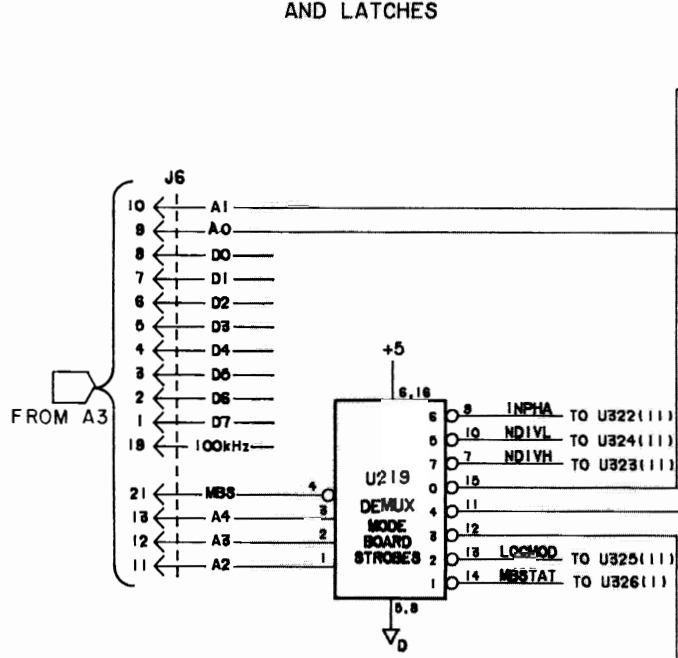 AND LATCHES
J6
10 A1
9 A0
8 D0
7 D1
6 D2
5 D3
4 D4
3 D5
2 D6
1 D7
19 100kHz
FROM A3
21 MBS 4
13 A4 3
12 A3 2
11 A2 1
+5
6,16
U219
DEMUX
MODE
BOARD
STROBES
6 9 INPHA TO U322(11)
5 10 NDIVL TO U324(11)
7 7 NDIVH TO U323(11)
0 15
4 11
3 12
2 13 LOCMOD TO U325(11)
1 14 MBSTAT TO U326(1)
5,8
D